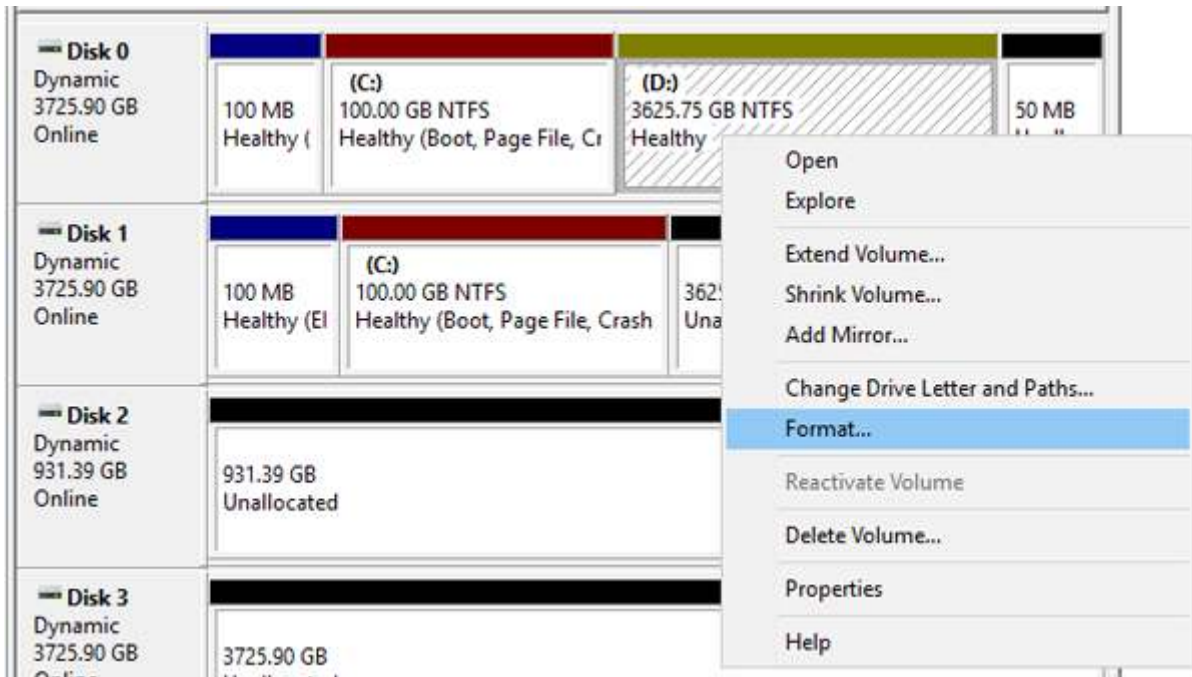 Disk 0
Dynamic
3725.90 GB
Online
100 MB
Healthy (
(C:)
100.00 GB NTFS
Healthy (Boot, Page File, Cr
(D:)
3625.75 GB NTFS
Healthy
50 MB
Disk 1
Dynamic
3725.90 GB
Online
100 MB
Healthy (El
(C:)
100.00 GB NTFS
Healthy (Boot, Page File, Crash
362
Una
Disk 2
Dynamic
931.39 GB
Online
931.39 GB
Unallocated
Disk 3
Dynamic
3725.90 GB
3725.90 GB
Open
Explore
Extend Volume...
Shrink Volume...
Add Mirror...
Change Drive Letter and Paths...
Format...
Reactivate Volume
Delete Volume...
Properties
Help